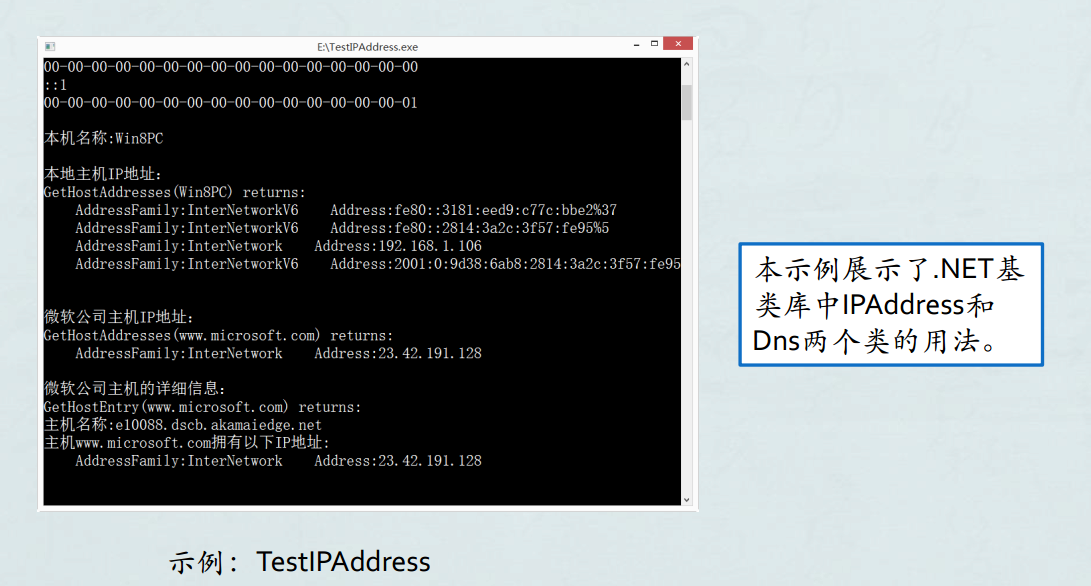 E:\TestIPAddress.exe
00-00-00-00-00-00-00-00-00-00-00-00-00-00-00-00
::1
00-00-00-00-00-00-00-00-00-00-00-00-00-00-00-01
本机名称:Win8PC
本地主机IP地址:
GetHostAddresses(Win8PC) returns:
AddressFamily:InterNetworkV6    Address:fe80::3181:eed9:c77c:bbe2%37
AddressFamily:InterNetworkV6    Address:fe80::2814:3a2c:3f57:fe95%5
AddressFamily:InterNetwork    Address:192.168.1.106
AddressFamily:InterNetworkV6    Address:2001:0:9d38:6ab8:2814:3a2c:3f57:fe95
微软公司主机IP地址:
GetHostAddresses(www.microsoft.com) returns:
AddressFamily:InterNetwork    Address:23.42.191.128
微软公司主机的详细信息:
GetHostEntry(www.microsoft.com) returns:
主机名称:e10088.dscb.akamaiedge.net
主机www.microsoft.com拥有以下IP地址:
AddressFamily:InterNetwork    Address:23.42.191.128
本示例展示了.NET基
类库中IPAddress和
Dns两个类的用法。
示例：TestIPAddress